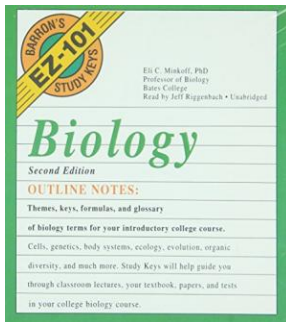 BARRON'S
EZ-101
STUDY KEYS
Eli C. Minkoff, PhD
Professor of Biology
Bates College
Read by Jeff Riggenbach • Unabridged
Biology
Second Edition
OUTLINE NOTES:
Themes, keys, formulas, and glossary
of biology terms for your introductory college course.
Cells, genetics, body systems, ecology, evolution, organic
diversity, and much more. Study Keys will help guide you
through classroom lectures, your textbook, papers, and tests
in your college biology course.